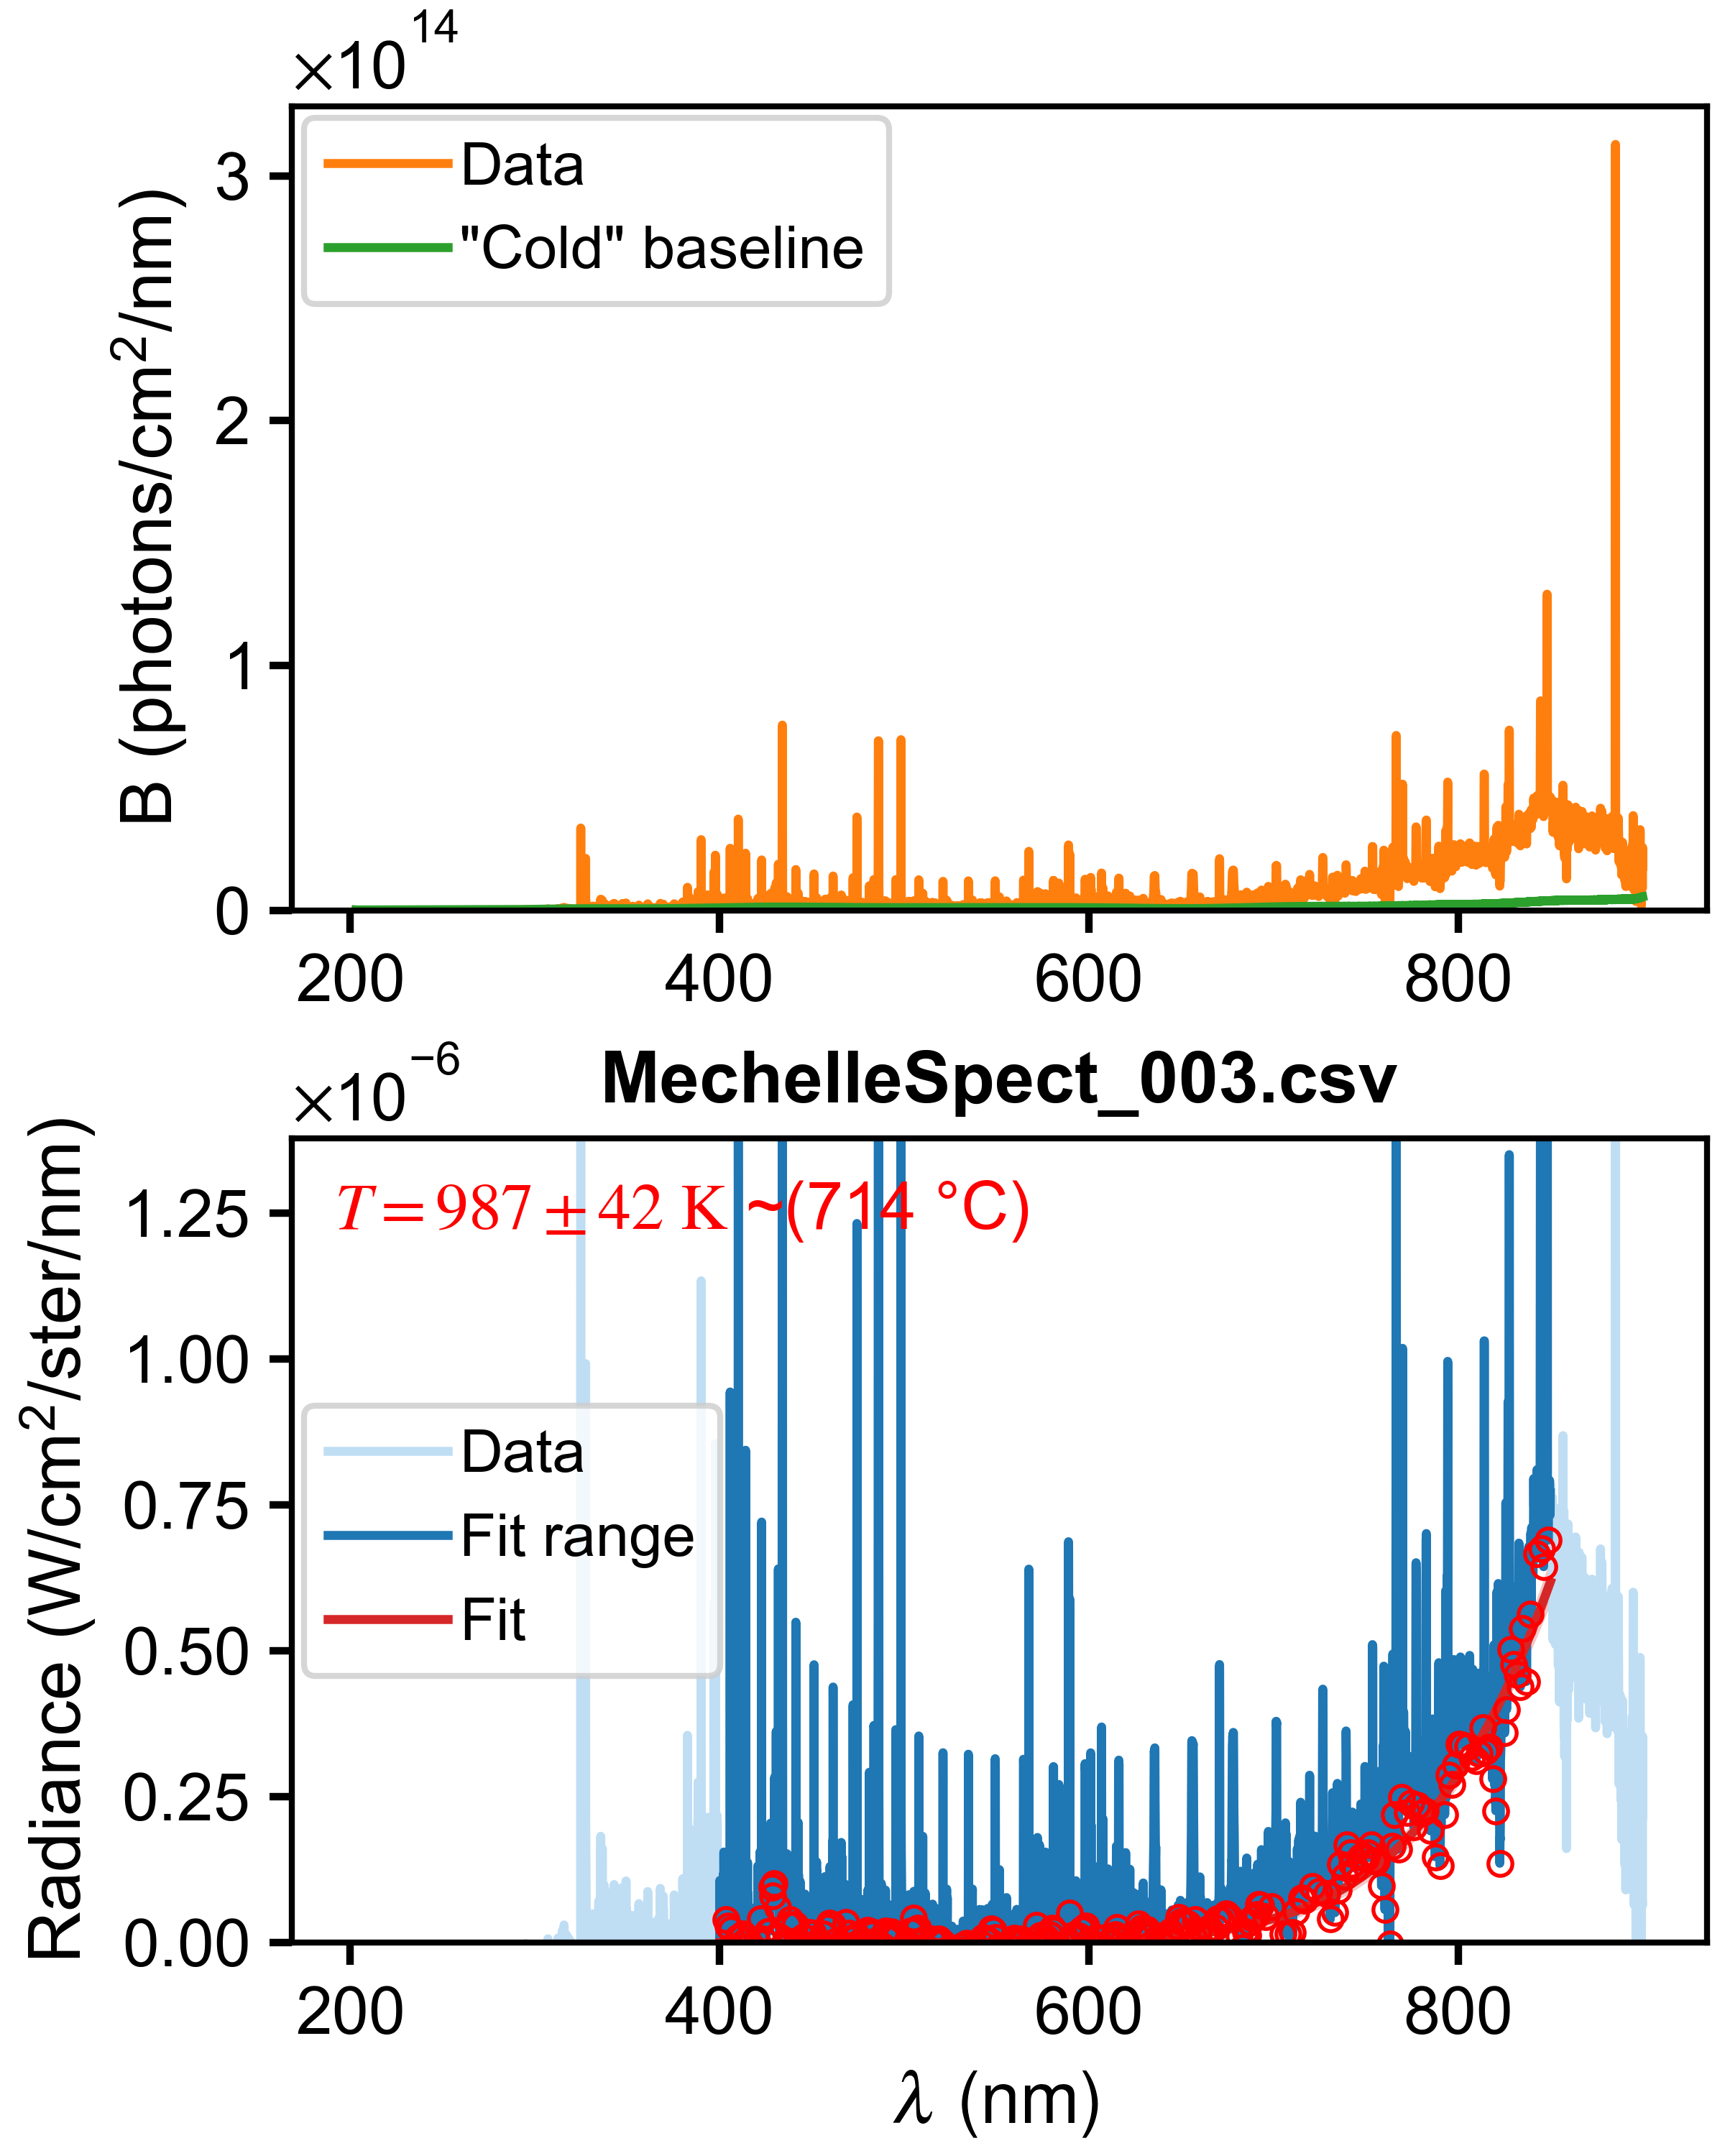 ×10^14
B (photons/cm²/nm)
3
2
1
0
Data
"Cold" baseline
200 400 600 800
×10^−6
MechelleSpect_003.csv
Radiance (W/cm²/ster/nm)
1.25
1.00
0.75
0.50
0.25
0.00
T = 987 ± 42 K ~(714 °C)
Data
Fit range
Fit
200 400 600 800
λ (nm)